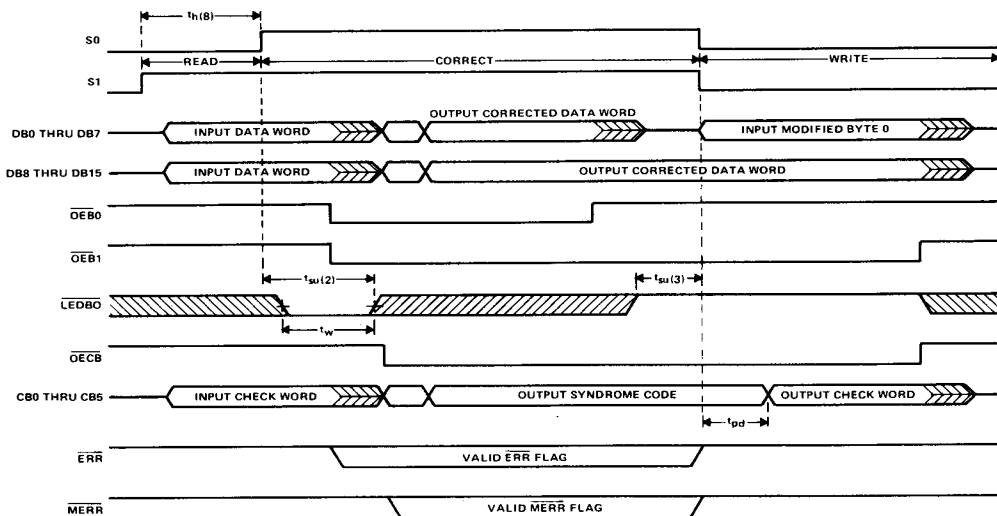 th(8)
S0
READ CORRECT WRITE
S1
OUTPUT CORRECTED DATA WORD
DB0 THRU DB7 INPUT DATA WORD INPUT MODIFIED BYTE 0
DB8 THRU DB15 INPUT DATA WORD OUTPUT CORRECTED DATA WORD
OEB0
OEB1
tsu(2) tsu(3)
LEDBO
tw
OECB
CB0 THRU CB5 INPUT CHECK WORD OUTPUT SYNDROME CODE OUTPUT CHECK WORD
tpd
ERR VALID ERR FLAG
MERR VALID MERR FLAG